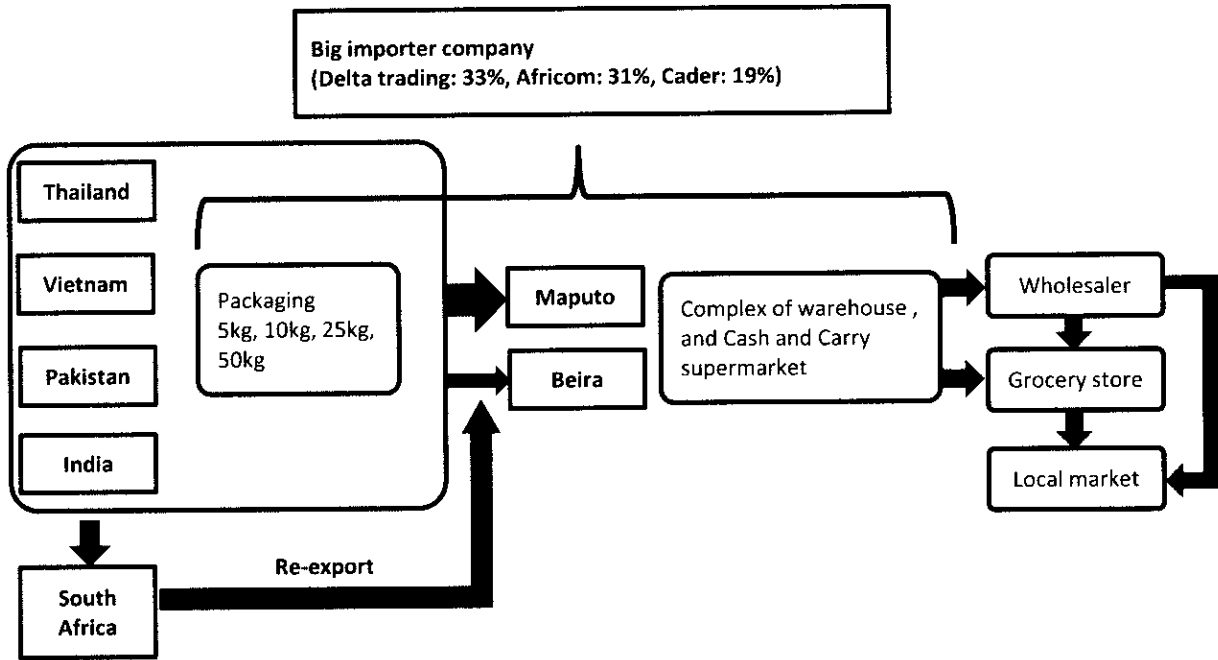 Big importer company
(Delta trading: 33%, Africom: 31%, Cader: 19%)
Thailand
Vietnam
Pakistan
India
Packaging
5kg, 10kg, 25kg,
50kg
Maputo
Beira
Complex of warehouse ,
and Cash and Carry
supermarket
Wholesaler
Grocery store
Local market
Re-export
South
Africa